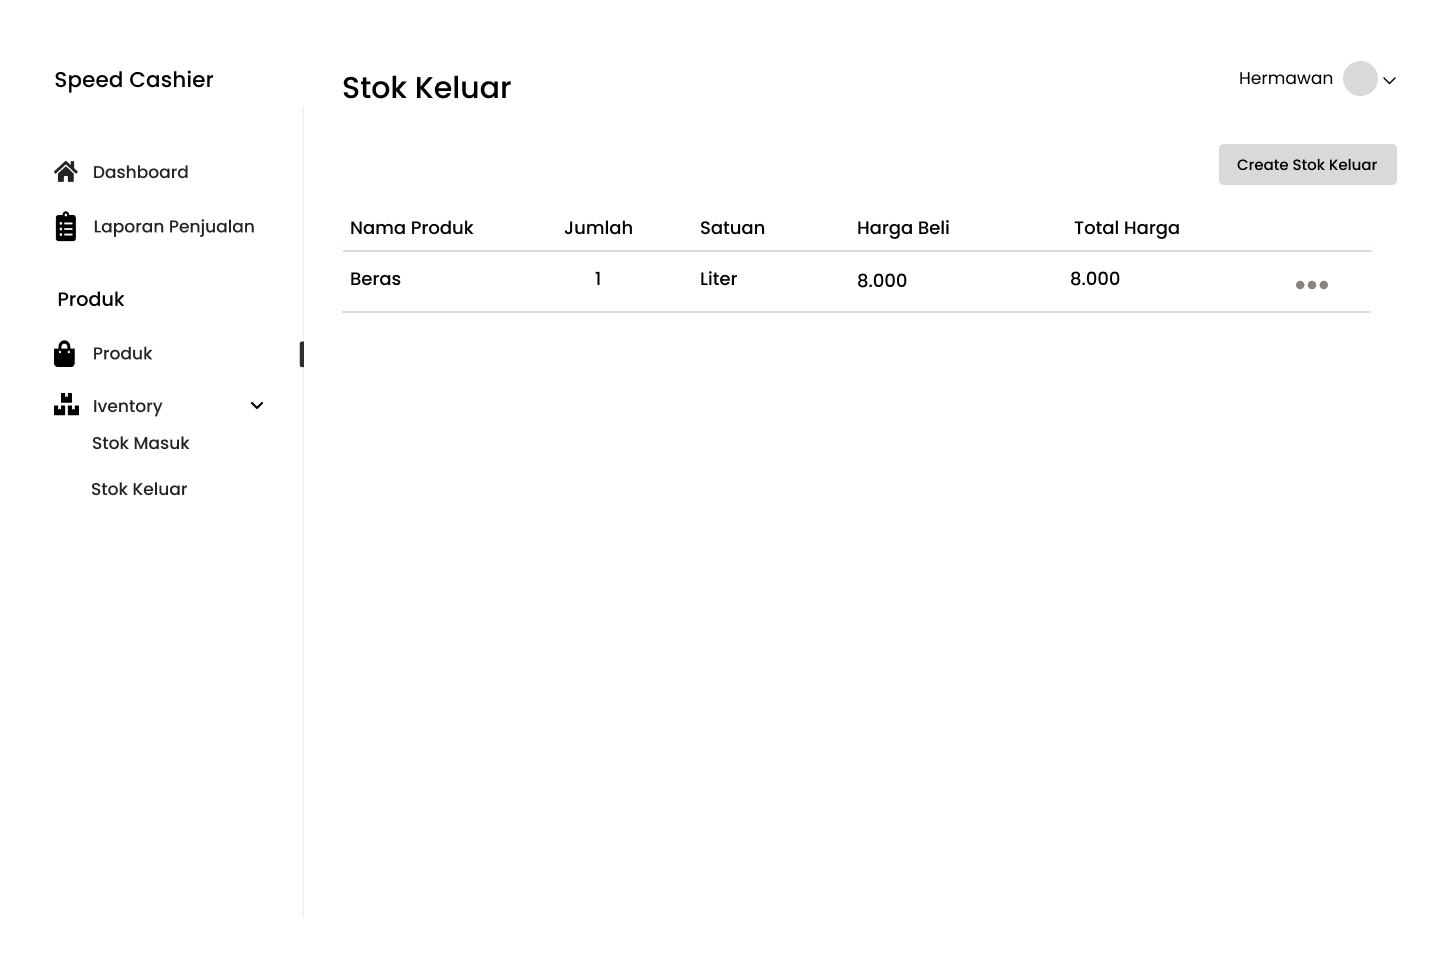 Speed Cashier
Dashboard
Laporan Penjualan
Produk
Produk
Iventory
Stok Masuk
Stok Keluar
Stok Keluar
Hermawan
Create Stok Keluar
Nama Produk Jumlah Satuan Harga Beli Total Harga
Beras 1 Liter 8.000 8.000